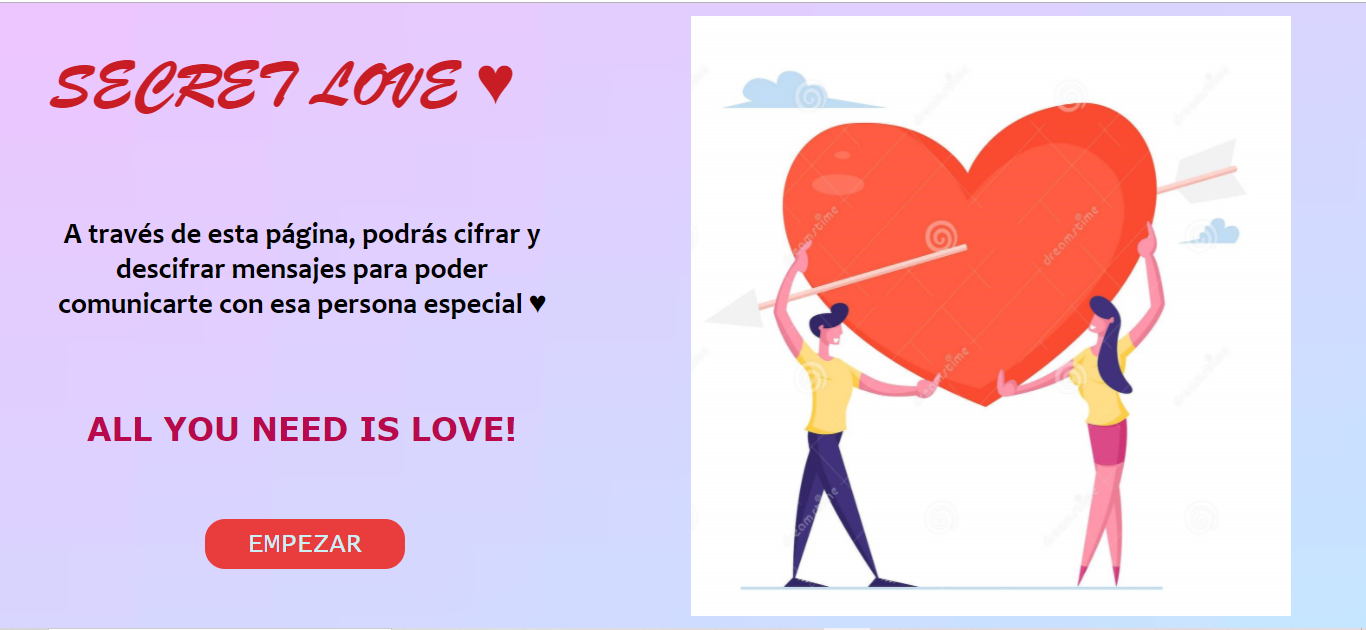 SECRET LOVE ♥
A través de esta página, podrás cifrar y
descifrar mensajes para poder
comunicarte con esa persona especial ♥
ALL YOU NEED IS LOVE!
EMPEZAR
dreamstime
dreamstime
dreamstime